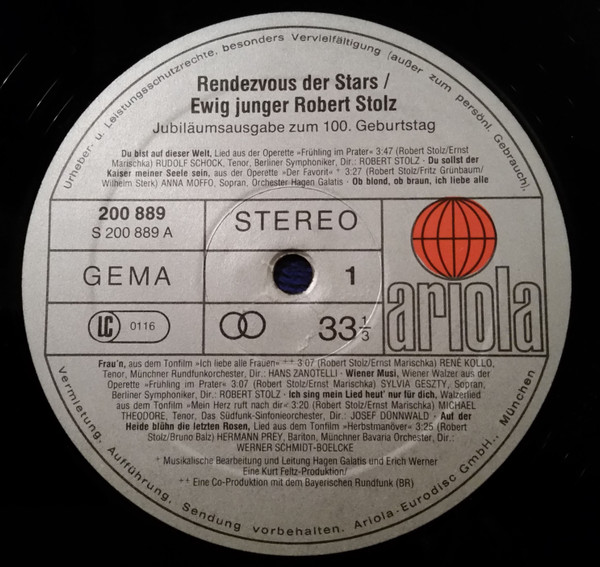 Urheber- u. Leistungsschutzrechte, besonders Vervielfältigung (außer zum persönl. Gebrauch),
Rendezvous der Stars /
Ewig junger Robert Stolz
Jubiläumsausgabe zum 100. Geburtstag
Du bist auf dieser Welt, Lied aus der Operette »Frühling im Prater« 3:47 (Robert Stolz/Ernst
Marischka) RUDOLF SCHOCK, Tenor, Berliner Symphoniker, Dir.: ROBERT STOLZ - Du sollst der
Kaiser meiner Seele sein, aus der Operette »Der Favorit« + 3:27 (Robert Stolz/Fritz Grünbaum/
Wilhelm Sterk) ANNA MOFFO, Sopran, Orchester Hagen Galatis - Ob blond, ob braun, ich liebe alle
200 889
S 200 889 A
STEREO
GEMA
1
LC 0116
33 1/3
ariola
Frau'n, aus dem Tonfilm »Ich liebe alle Frauen« ++ 3:07 (Robert Stolz/Ernst Marischka) RENÉ KOLLO,
Tenor, Münchner Rundfunkorchester, Dir.: HANS ZANOTELLI - Wiener Musi, Wiener Walzer aus der
Operette »Frühling im Prater« 3:07 (Robert Stolz/Ernst Marischka) SYLVIA GESZTY, Sopran,
Berliner Symphoniker, Dir.: ROBERT STOLZ - Ich sing mein Lied heut' nur für dich, Walzerlied
aus dem Tonfilm »Mein Herz ruft nach dir« 3:20 (Robert Stolz/Ernst Marischka) MICHAEL
THEODORE, Tenor, Das Südfunk-Sinfonieorchester, Dir.: JOSEF DÜNNWALD - Auf der
Heide blühn die letzten Rosen, Lied aus dem Tonfilm »Herbstmanöver« 3:25 (Robert
Stolz/Bruno Balz) HERMANN PREY, Bariton, Münchner Bavaria Orchester, Dir.:
WERNER SCHMIDT-BOELCKE
+ Musikalische Bearbeitung und Leitung Hagen Galatis und Erich Werner
Eine Kurt Feltz-Produktion/
++ Eine Co-Produktion mit dem Bayerischen Rundfunk (BR)
Vermietung, Aufführung, Sendung vorbehalten. Ariola-Eurodisc GmbH., München